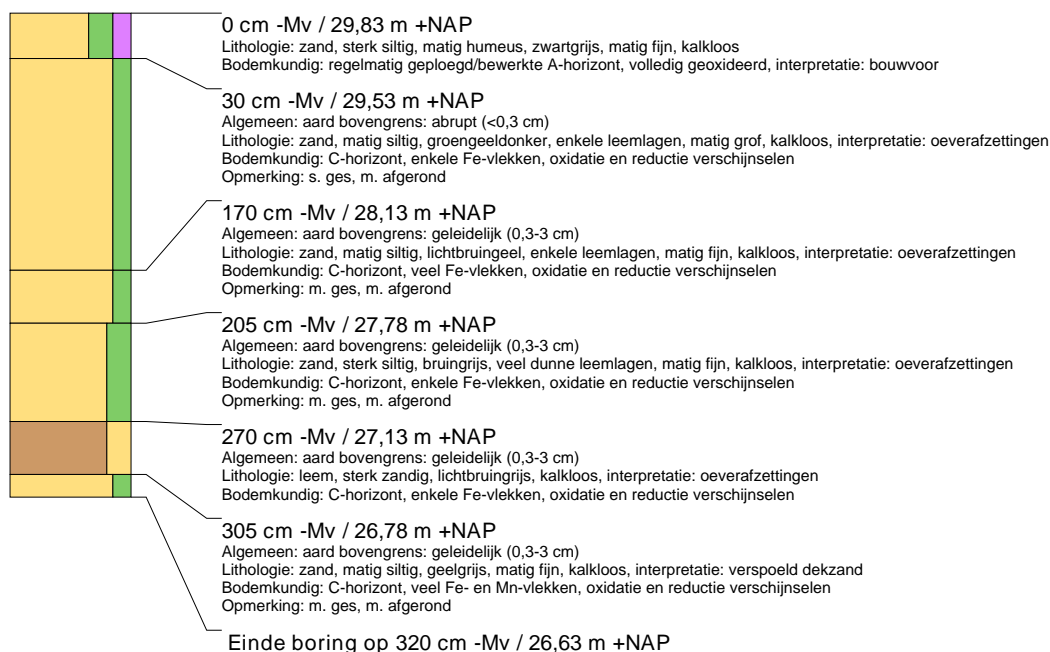 0 cm -Mv / 29,83 m +NAP
Lithologie: zand, sterk siltig, matig humeus, zwartgrijs, matig fijn, kalkloos
Bodemkundig: regelmatig geploegd/bewerkte A-horizont, volledig geoxideerd, interpretatie: bouwvoor
30 cm -Mv / 29,53 m +NAP
Algemeen: aard bovengrens: abrupt (<0,3 cm)
Lithologie: zand, matig siltig, groengeeldonker, enkele leemlagen, matig grof, kalkloos, interpretatie: oeverafzettingen
Bodemkundig: C-horizont, enkele Fe-vlekken, oxidatie en reductie verschijnselen
Opmerking: s. ges, m. afgerond
170 cm -Mv / 28,13 m +NAP
Algemeen: aard bovengrens: geleidelijk (0,3-3 cm)
Lithologie: zand, matig siltig, lichtbruingeel, enkele leemlagen, matig fijn, kalkloos, interpretatie: oeverafzettingen
Bodemkundig: C-horizont, veel Fe-vlekken, oxidatie en reductie verschijnselen
Opmerking: m. ges, m. afgerond
205 cm -Mv / 27,78 m +NAP
Algemeen: aard bovengrens: geleidelijk (0,3-3 cm)
Lithologie: zand, sterk siltig, bruingrijs, veel dunne leemlagen, matig fijn, kalkloos, interpretatie: oeverafzettingen
Bodemkundig: C-horizont, enkele Fe-vlekken, oxidatie en reductie verschijnselen
Opmerking: m. ges, m. afgerond
270 cm -Mv / 27,13 m +NAP
Algemeen: aard bovengrens: geleidelijk (0,3-3 cm)
Lithologie: leem, sterk zandig, lichtbruingrijs, kalkloos, interpretatie: oeverafzettingen
Bodemkundig: C-horizont, enkele Fe-vlekken, oxidatie en reductie verschijnselen
305 cm -Mv / 26,78 m +NAP
Algemeen: aard bovengrens: geleidelijk (0,3-3 cm)
Lithologie: zand, matig siltig, geelgrijs, matig fijn, kalkloos, interpretatie: verspoeld dekzand
Bodemkundig: C-horizont, veel Fe- en Mn-vlekken, oxidatie en reductie verschijnselen
Opmerking: m. ges, m. afgerond
Einde boring op 320 cm -Mv / 26,63 m +NAP